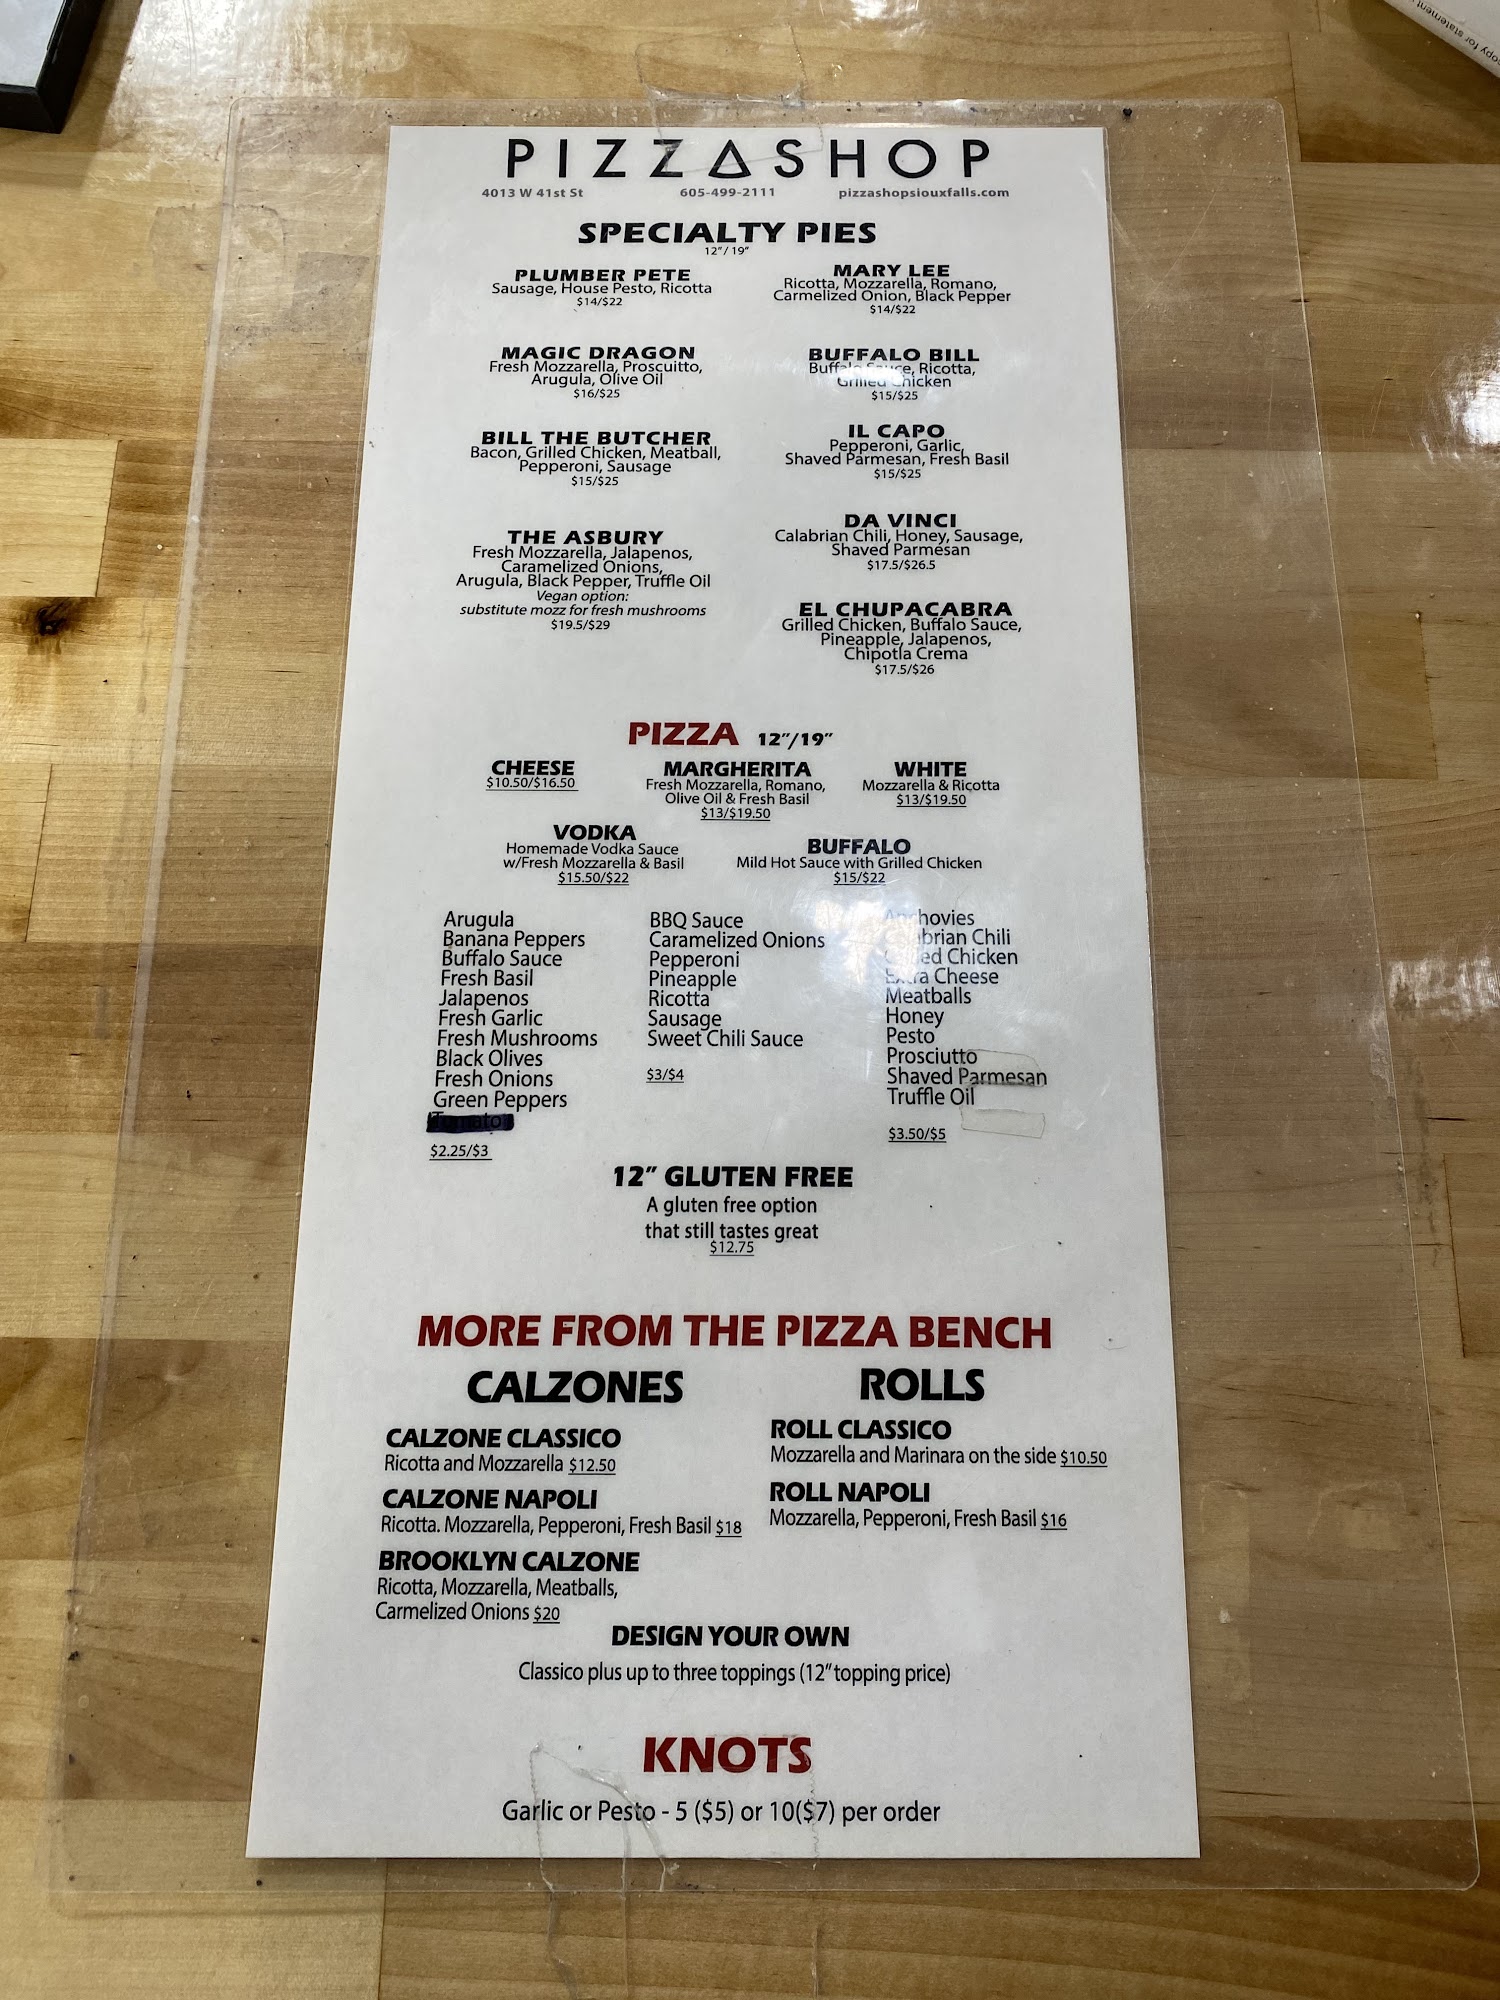 opy for statement
PIZZASHOP
4013 W 41st St 605-499-2111 pizzashopsiouxfalls.com
SPECIALTY PIES
12"/19"
PLUMBER PETE
Sausage, House Pesto, Ricotta
$14/$22
MARY LEE
Ricotta, Mozzarella, Romano,
Carmelized Onion, Black Pepper
$14/$22
MAGIC DRAGON
Fresh Mozzarella, Proscuitto,
Arugula, Olive Oil
$16/$25
BUFFALO BILL
Buffalo Sauce, Ricotta,
Grilled Chicken
$15/$25
BILL THE BUTCHER
Bacon, Grilled Chicken, Meatball,
Pepperoni, Sausage
$15/$25
IL CAPO
Pepperoni, Garlic,
Shaved Parmesan, Fresh Basil
$15/$25
THE ASBURY
Fresh Mozzarella, Jalapenos,
Caramelized Onions,
Arugula, Black Pepper, Truffle Oil
Vegan option:
substitute mozz for fresh mushrooms
$19.5/$29
DA VINCI
Calabrian Chili, Honey, Sausage,
Shaved Parmesan
$17.5/$26.5
EL CHUPACABRA
Grilled Chicken, Buffalo Sauce,
Pineapple, Jalapenos,
Chipotla Crema
$17.5/$26
PIZZA 12"/19"
CHEESE
$10.50/$16.50
MARGHERITA
Fresh Mozzarella, Romano,
Olive Oil & Fresh Basil
$13/$19.50
WHITE
Mozzarella & Ricotta
$13/$19.50
VODKA
Homemade Vodka Sauce
w/Fresh Mozzarella & Basil
$15.50/$22
BUFFALO
Mild Hot Sauce with Grilled Chicken
$15/$22
Arugula
Banana Peppers
Buffalo Sauce
Fresh Basil
Jalapenos
Fresh Garlic
Fresh Mushrooms
Black Olives
Fresh Onions
Green Peppers
$2.25/$3
BBQ Sauce
Caramelized Onions
Pepperoni
Pineapple
Ricotta
Sausage
Sweet Chili Sauce
$3/$4
Anchovies
Calabrian Chili
Grilled Chicken
Extra Cheese
Meatballs
Honey
Pesto
Prosciutto
Shaved Parmesan
Truffle Oil
$3.50/$5
12" GLUTEN FREE
A gluten free option
that still tastes great
$12.75
MORE FROM THE PIZZA BENCH
CALZONES
CALZONE CLASSICO
Ricotta and Mozzarella $12.50
CALZONE NAPOLI
Ricotta. Mozzarella, Pepperoni, Fresh Basil $18
BROOKLYN CALZONE
Ricotta, Mozzarella, Meatballs,
Carmelized Onions $20
ROLLS
ROLL CLASSICO
Mozzarella and Marinara on the side $10.50
ROLL NAPOLI
Mozzarella, Pepperoni, Fresh Basil $16
DESIGN YOUR OWN
Classico plus up to three toppings (12" topping price)
KNOTS
Garlic or Pesto - 5 ($5) or 10($7) per order